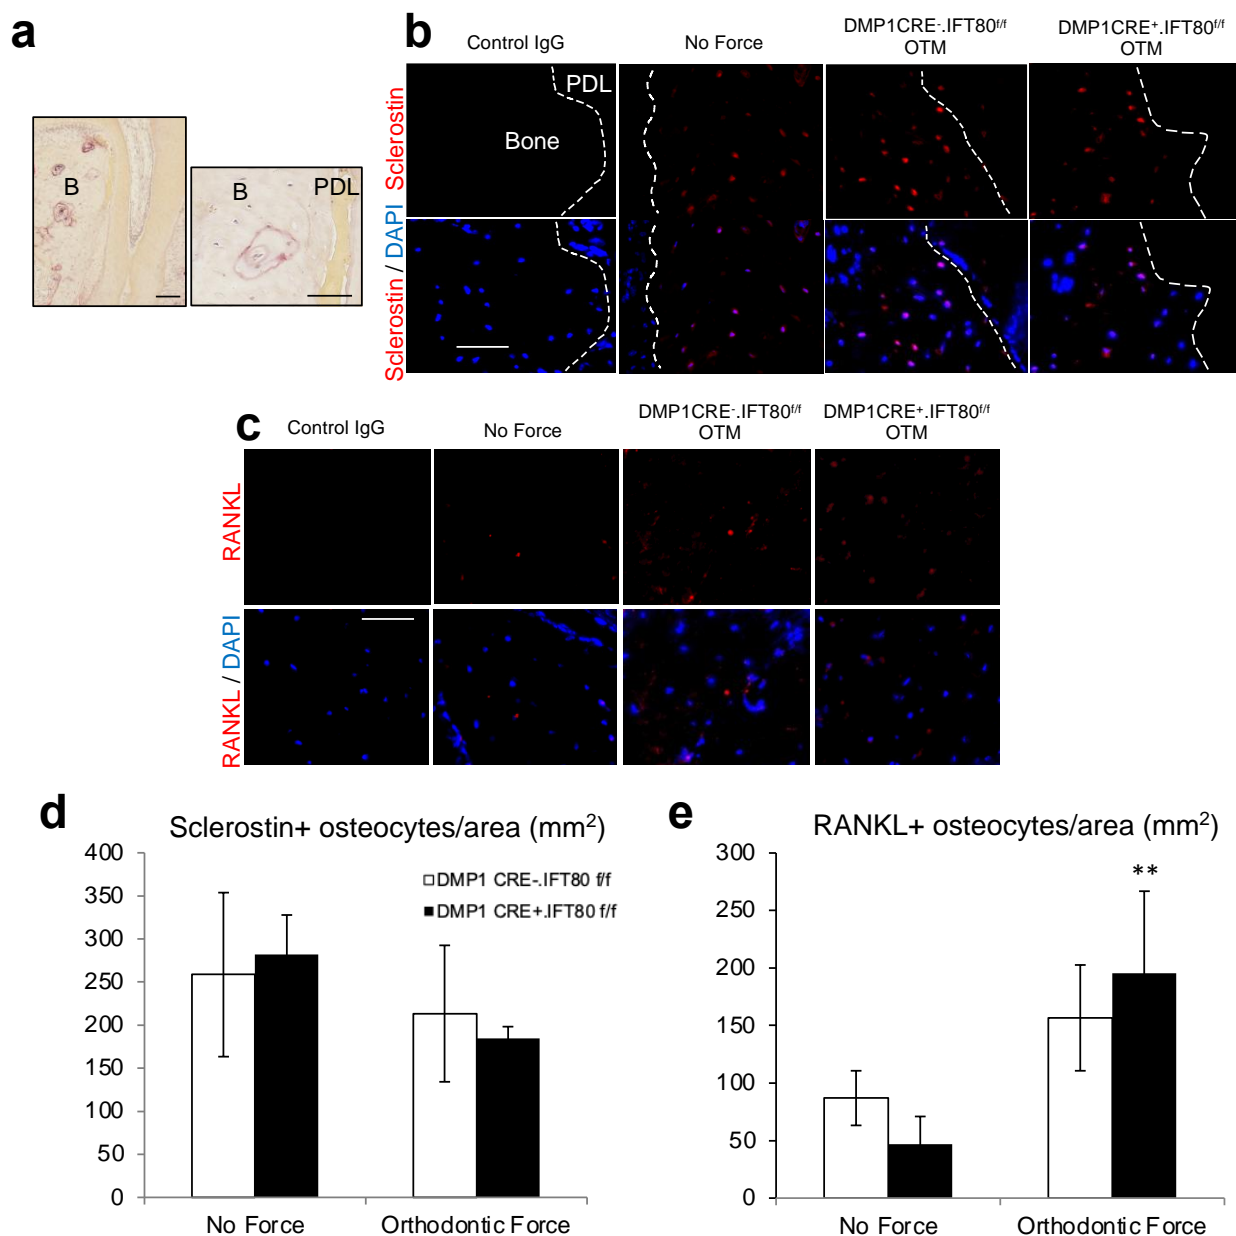 a
B
B
PDL
b
Control IgG
No Force
DMP1CRE⁻.IFT80f/f
OTM
DMP1CRE⁺.IFT80f/f
OTM
Sclerostin
Sclerostin / DAPI
PDL
Bone
c
Control IgG
No Force
DMP1CRE⁻.IFT80f/f
OTM
DMP1CRE⁺.IFT80f/f
OTM
RANKL
RANKL / DAPI
d
Sclerostin+ osteocytes/area (mm²)
400
350
300
250
200
150
100
50
0
DMP1 CRE-.IFT80 f/f
DMP1 CRE+.IFT80 f/f
No Force
Orthodontic Force
e
RANKL+ osteocytes/area (mm²)
300
250
200
150
100
50
0
**
No Force
Orthodontic Force